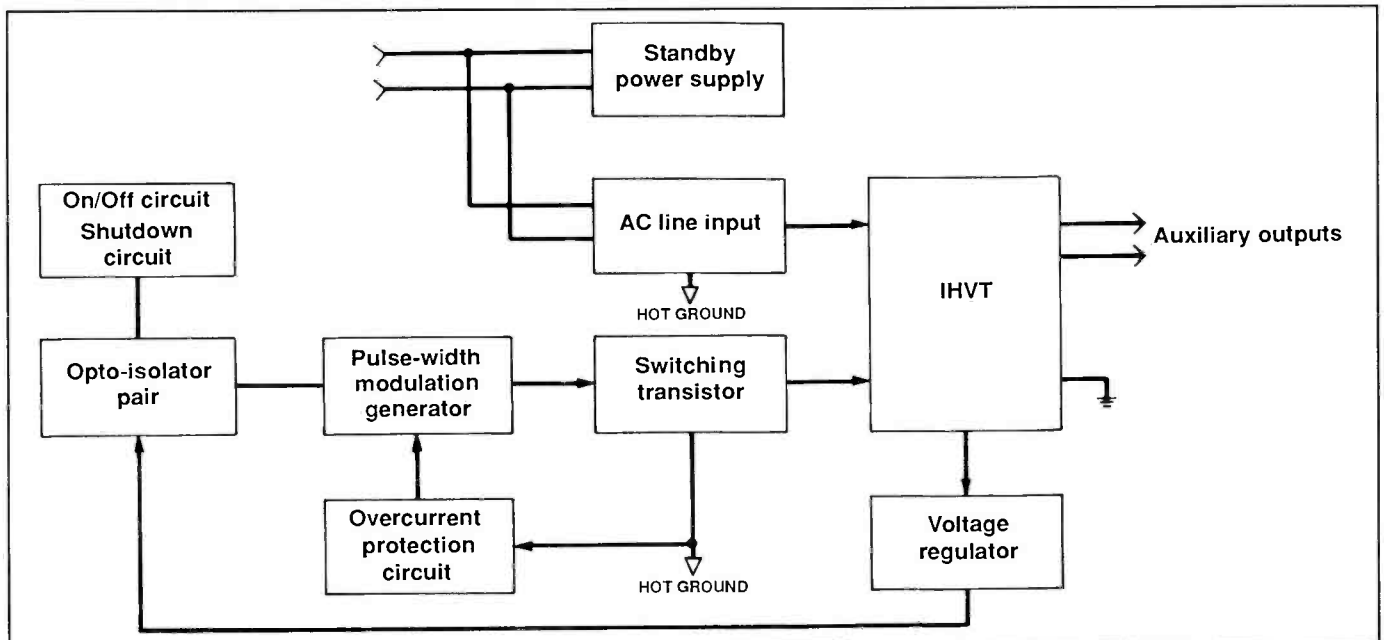 Standby
power supply
On/Off circuit
Shutdown
circuit
AC line input
HOT GROUND
IHVT
Auxiliary outputs
Opto-isolator
pair
Pulse-width
modulation
generator
Switching
transistor
Overcurrent
protection
circuit
HOT GROUND
Voltage
regulator